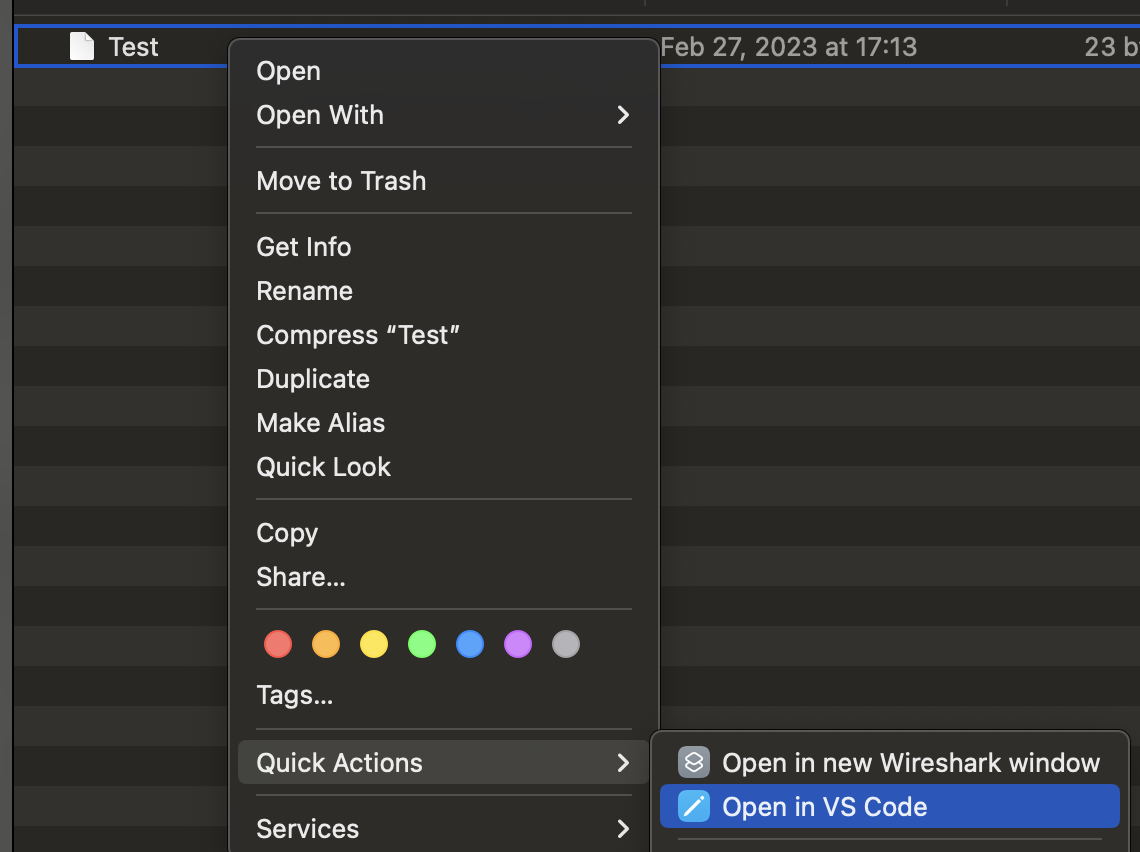 Test
Feb 27, 2023 at 17:13
23 b
Open
Open With
Move to Trash
Get Info
Rename
Compress “Test”
Duplicate
Make Alias
Quick Look
Copy
Share...
Tags...
Quick Actions
Open in new Wireshark window
Open in VS Code
Services